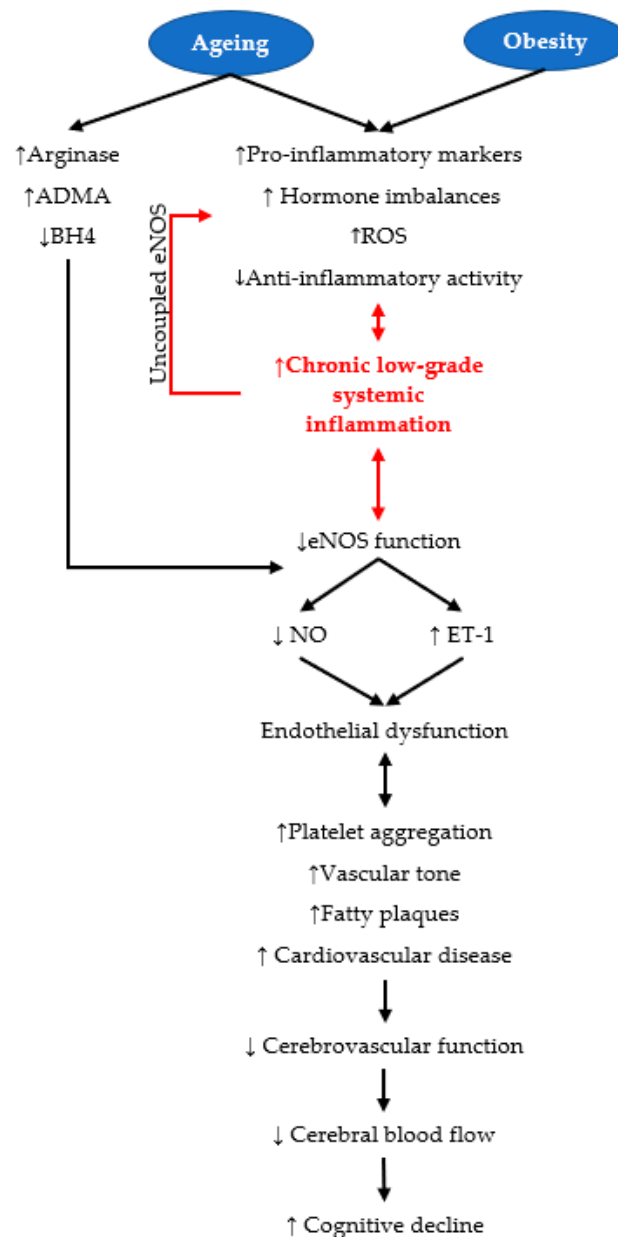 Ageing
Obesity
↑Arginase
↑ADMA
↓BH4
↑Pro-inflammatory markers
↑ Hormone imbalances
↑ROS
↓Anti-inflammatory activity
Uncoupled eNOS
↑Chronic low-grade
systemic
inflammation
↓eNOS function
↓ NO
↑ ET-1
Endothelial dysfunction
↑Platelet aggregation
↑Vascular tone
↑Fatty plaques
↑ Cardiovascular disease
↓ Cerebrovascular function
↓ Cerebral blood flow
↑ Cognitive decline